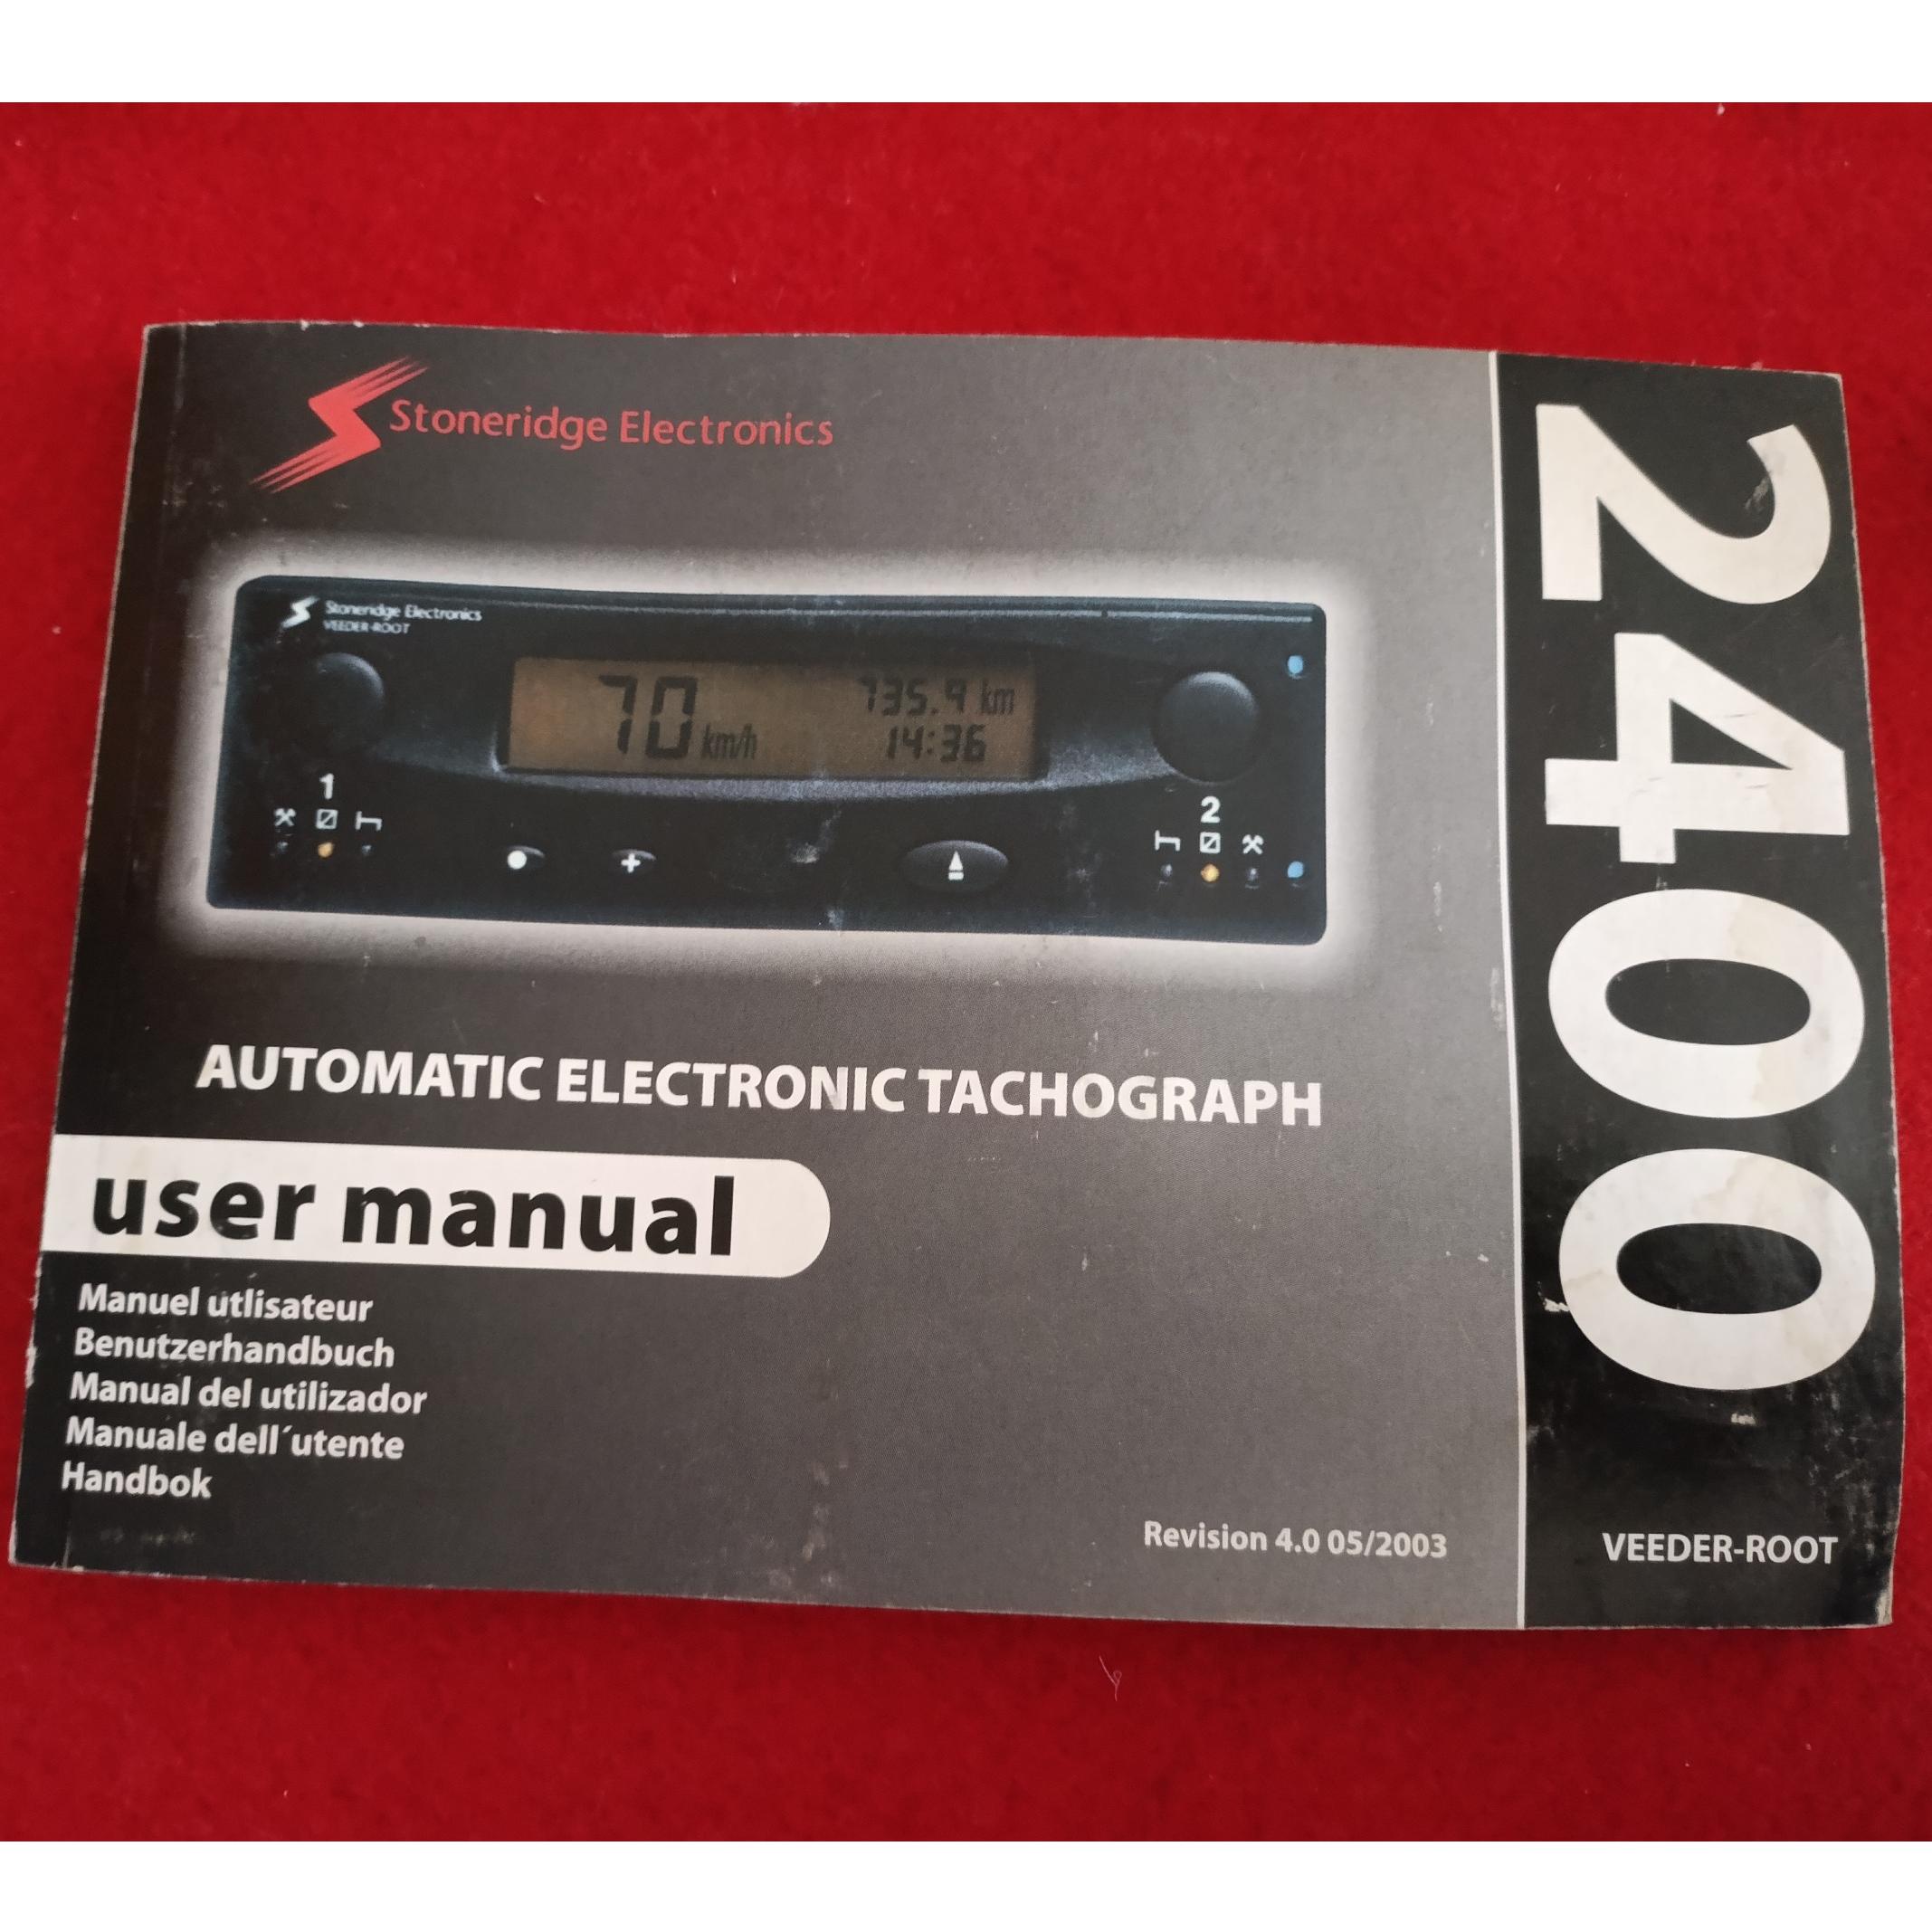 Stoneridge Electronics
Stoneridge Electronics
VEEDER-ROOT
70 km/h
735.9 km
14:36
1
2
AUTOMATIC ELECTRONIC TACHOGRAPH
user manual
Manuel utlisateur
Benutzerhandbuch
Manual del utilizador
Manuale dell´utente
Handbok
Revision 4.0 05/2003
2400
VEEDER-ROOT